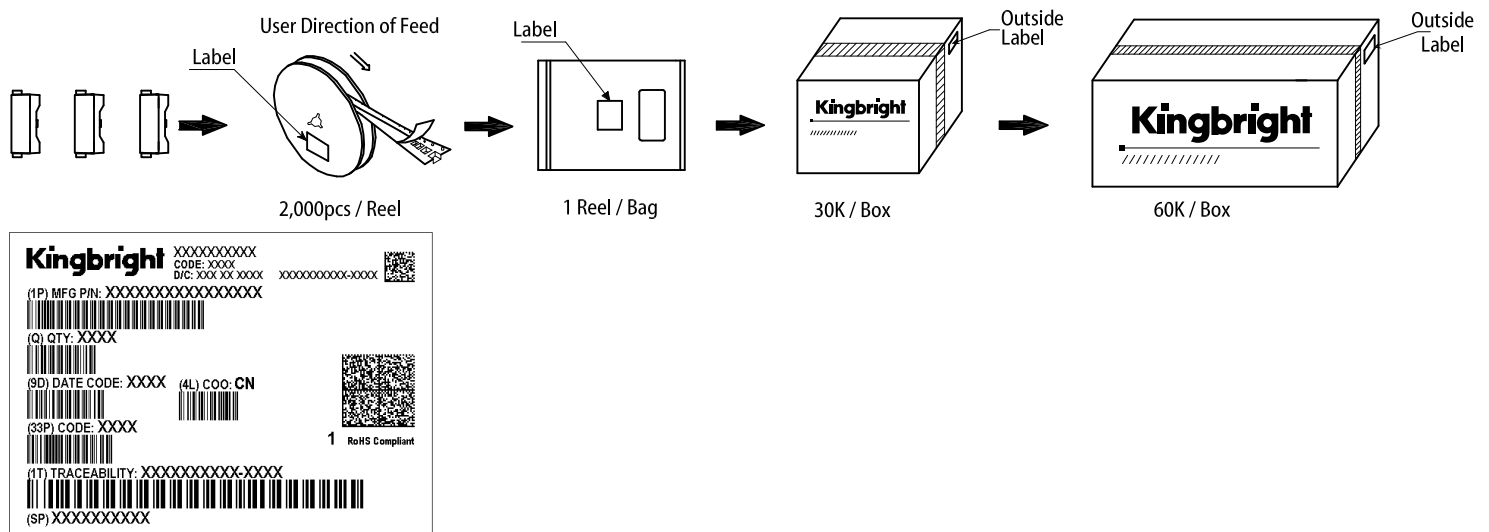 User Direction of Feed
Label
Label
Outside
Label
Outside
Label
Kingbright
Kingbright
2,000pcs / Reel
1 Reel / Bag
30K / Box
60K / Box
Kingbright XXXXXXXXXX
CODE: XXXX
D/C: XXX XX XXXX XXXXXXXXXX-XXXX
(1P) MFG P/N: XXXXXXXXXXXXXXXX
(Q) QTY: XXXX
(9D) DATE CODE: XXXX (4L) COO: CN
(33P) CODE: XXXX
1 RoHS Compliant
(1T) TRACEABILITY: XXXXXXXXXX-XXXX
(SP) XXXXXXXXXX